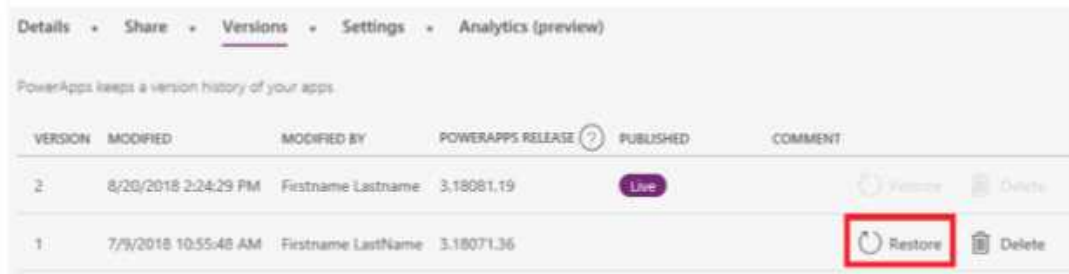 Details • Share • Versions • Settings • Analytics (preview)
PowerApps keeps a version history of your apps.
VERSION MODIFIED MODIFIED BY POWERAPPS RELEASE ? PUBLISHED COMMENT
2 8/20/2018 2:24:29 PM Firstname Lastname 3.18081.19 Live Restore Delete
1 7/9/2018 10:55:48 AM Firstname LastName 3.18071.36 Restore Delete